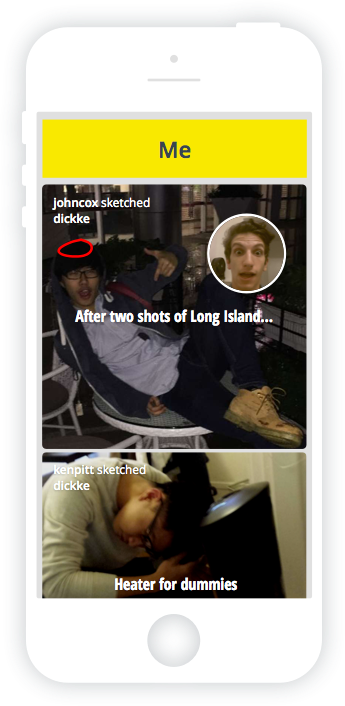 Me
johncox sketched
dickke
After two shots of Long Island...
kenpitt sketched
dickke
Heater for dummies